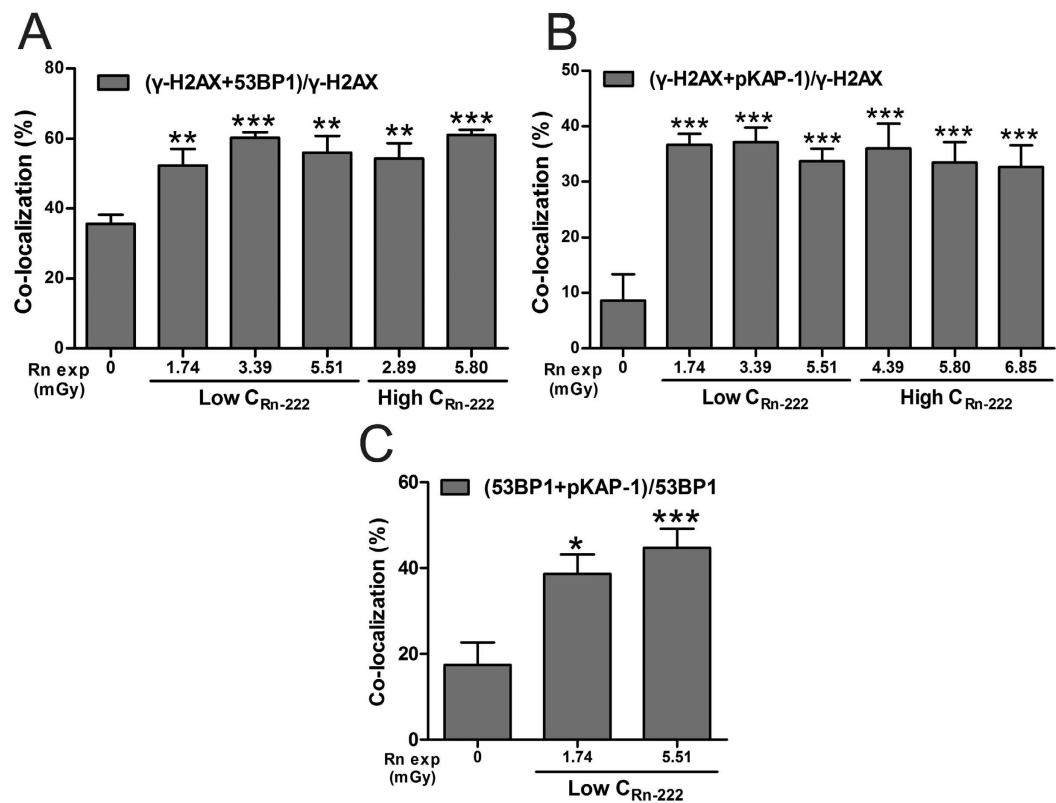 A
(γ-H2AX+53BP1)/γ-H2AX
Co-localization (%)
80
60
40
20
0
**
***
**
**
***
Rn exp
(mGy)
0
1.74
3.39
5.51
2.89
5.80
Low CRn-222
High CRn-222
B
(γ-H2AX+pKAP-1)/γ-H2AX
Co-localization (%)
50
40
30
20
10
0
***
***
***
***
***
***
Rn exp
(mGy)
0
1.74
3.39
5.51
4.39
5.80
6.85
Low CRn-222
High CRn-222
C
(53BP1+pKAP-1)/53BP1
Co-localization (%)
60
40
20
0
*
***
Rn exp
(mGy)
0
1.74
5.51
Low CRn-222